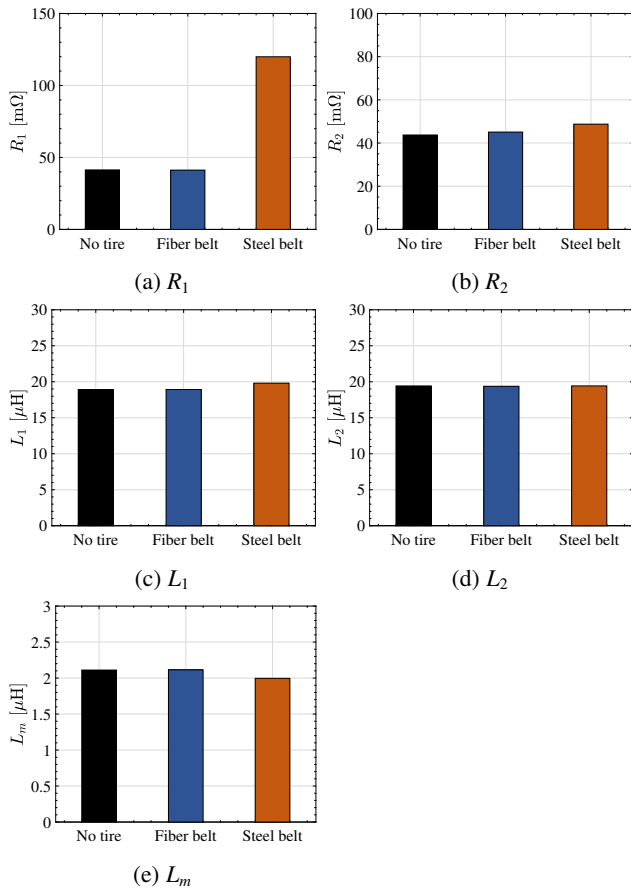 150
100
50
0
R₁ [mΩ]
No tire Fiber belt Steel belt
(a) R₁
100
80
60
40
20
0
R₂ [mΩ]
No tire Fiber belt Steel belt
(b) R₂
30
25
20
15
10
5
0
L₁ [μH]
No tire Fiber belt Steel belt
(c) L₁
30
25
20
15
10
5
0
L₂ [μH]
No tire Fiber belt Steel belt
(d) L₂
3
2.5
2
1.5
1
0.5
0
Lₘ [μH]
No tire Fiber belt Steel belt
(e) Lₘ